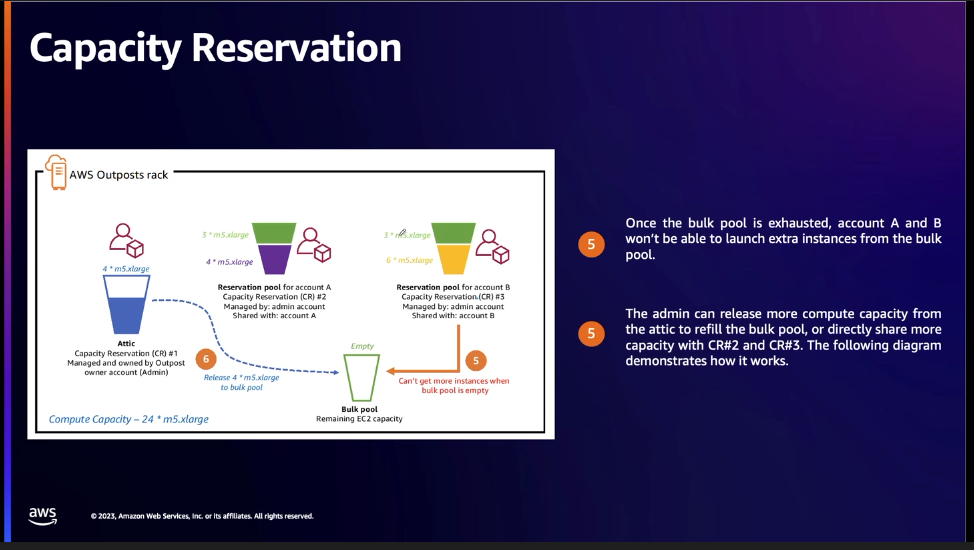 Capacity Reservation
AWS Outposts rack
4 * m5.xlarge
Attic
Capacity Reservation (CR) #1
Managed and owned by Outpost
owner account (Admin)
5 * m5.xlarge
4 * m5.xlarge
Reservation pool for account A
Capacity Reservation (CR) #2
Managed by: admin account
Shared with: account A
3 * m5.xlarge
6 * m5.xlarge
Reservation pool for account B
Capacity Reservation (CR) #3
Managed by: admin account
Shared with: account B
6
Release 4 * m5.xlarge
to bulk pool
Empty
Bulk pool
Remaining EC2 capacity
5
Can't get more instances when
bulk pool is empty
Compute Capacity – 24 * m5.xlarge
5
Once the bulk pool is exhausted, account A and B
won't be able to launch extra instances from the bulk
pool.
5
The admin can release more compute capacity from
the attic to refill the bulk pool, or directly share more
capacity with CR#2 and CR#3. The following diagram
demonstrates how it works.
aws
© 2023, Amazon Web Services, Inc. or its affiliates. All rights reserved.